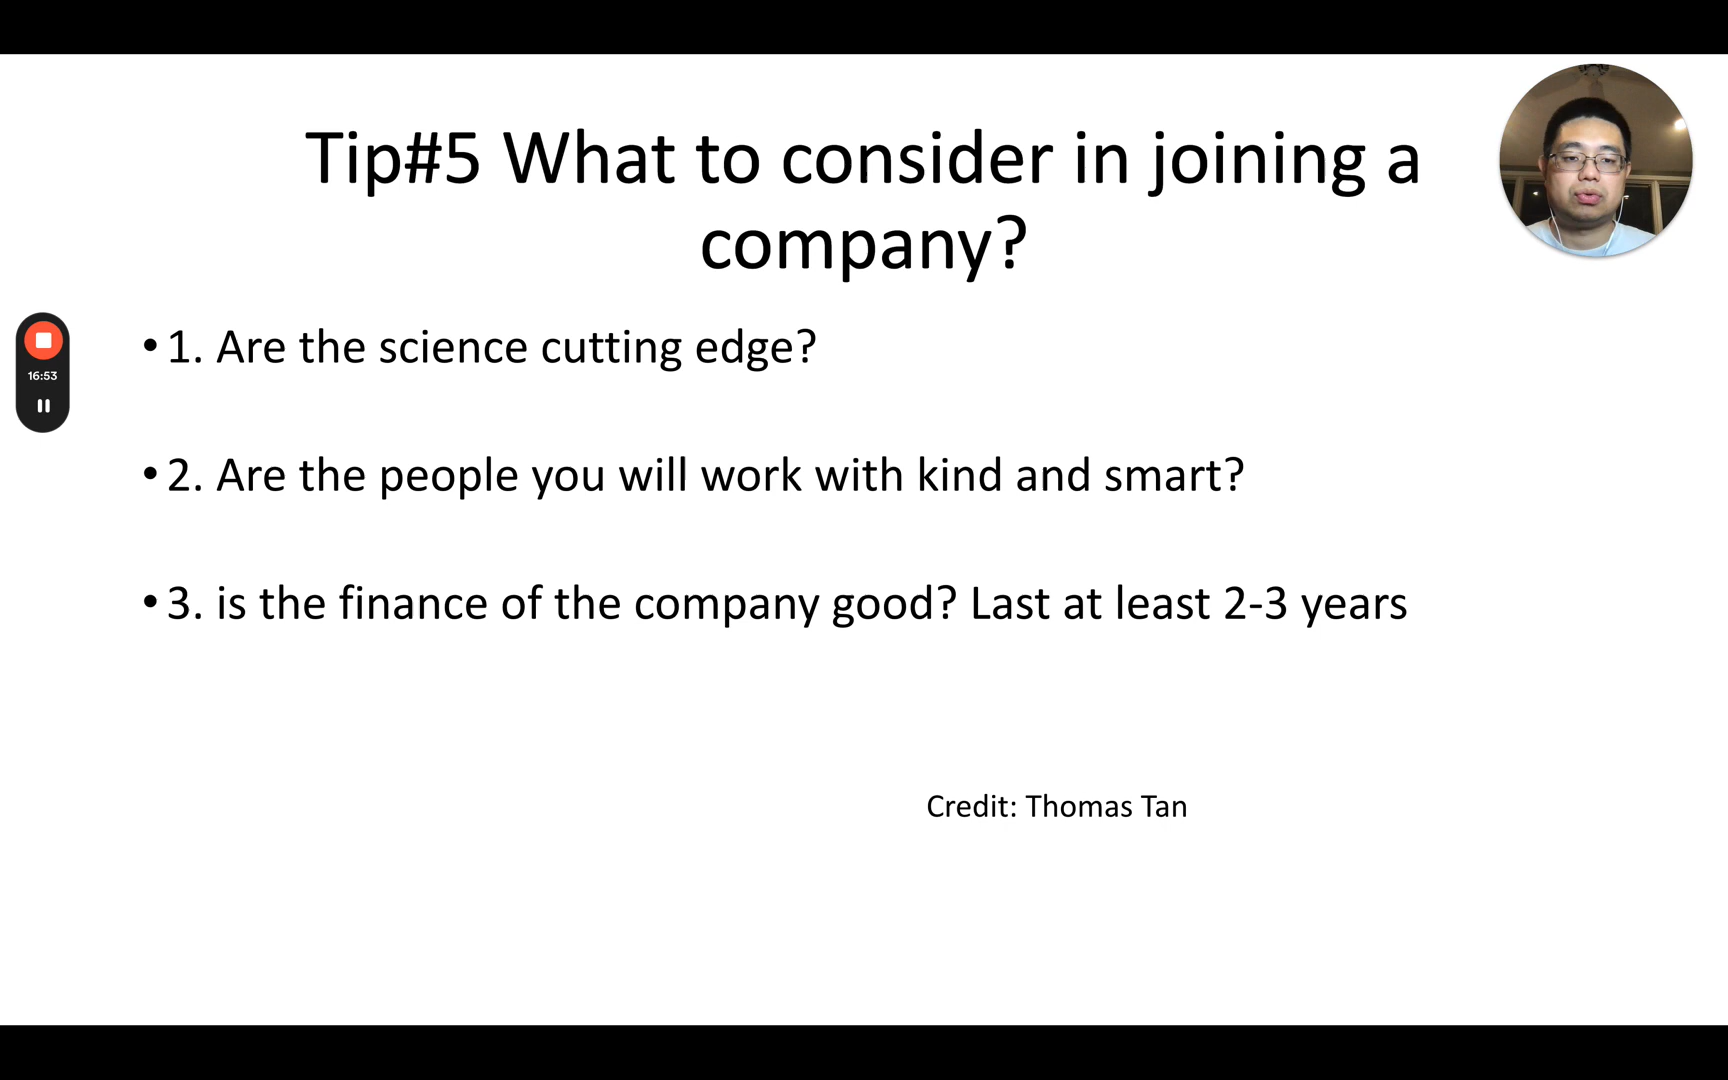 Tip#5 What to consider in joining a
company?
16:53
• 1. Are the science cutting edge?
• 2. Are the people you will work with kind and smart?
• 3. is the finance of the company good? Last at least 2-3 years
Credit: Thomas Tan